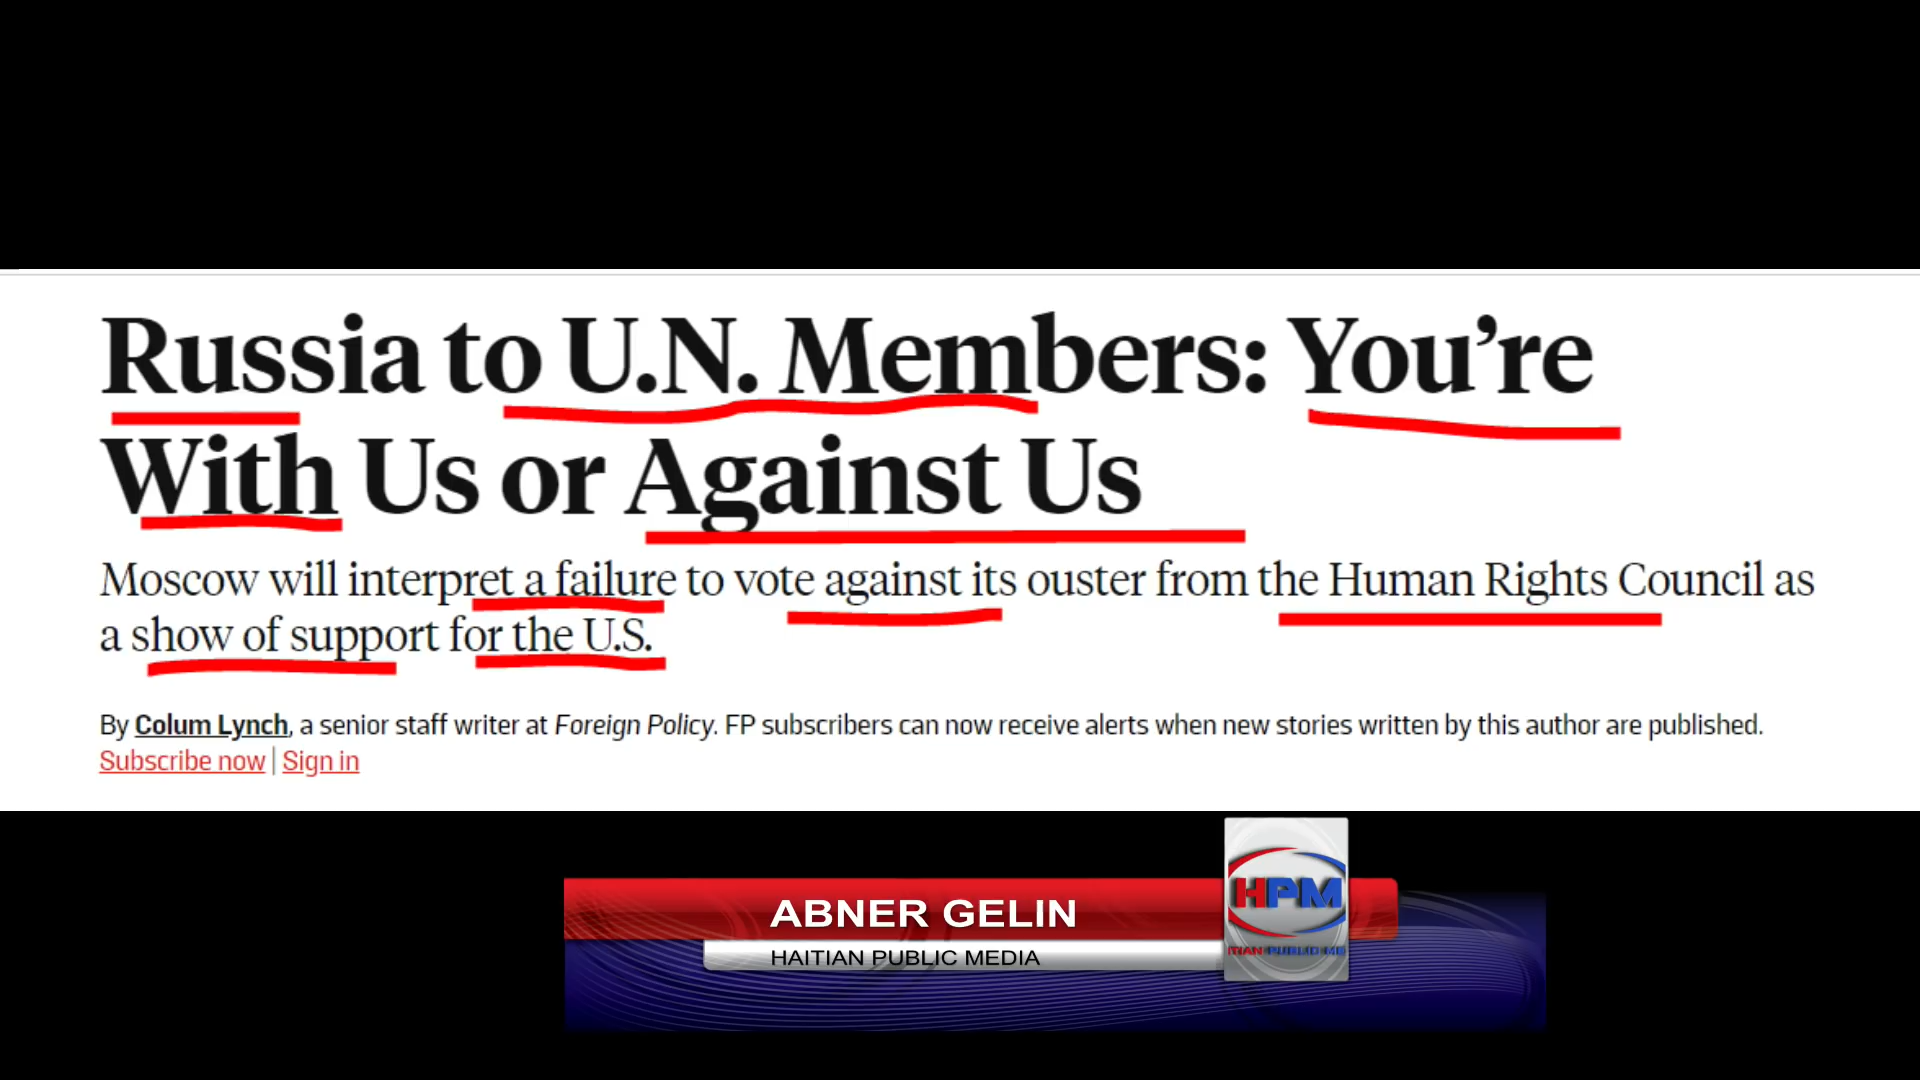 Russia to U.N. Members: You're
With Us or Against Us
Moscow will interpret a failure to vote against its ouster from the Human Rights Council as
a show of support for the U.S.
By Colum Lynch, a senior staff writer at Foreign Policy. FP subscribers can now receive alerts when new stories written by this author are published.
Subscribe now | Sign in
ABNER GELIN
HAITIAN PUBLIC MEDIA
HPM
ITIAN PUBLIC ME